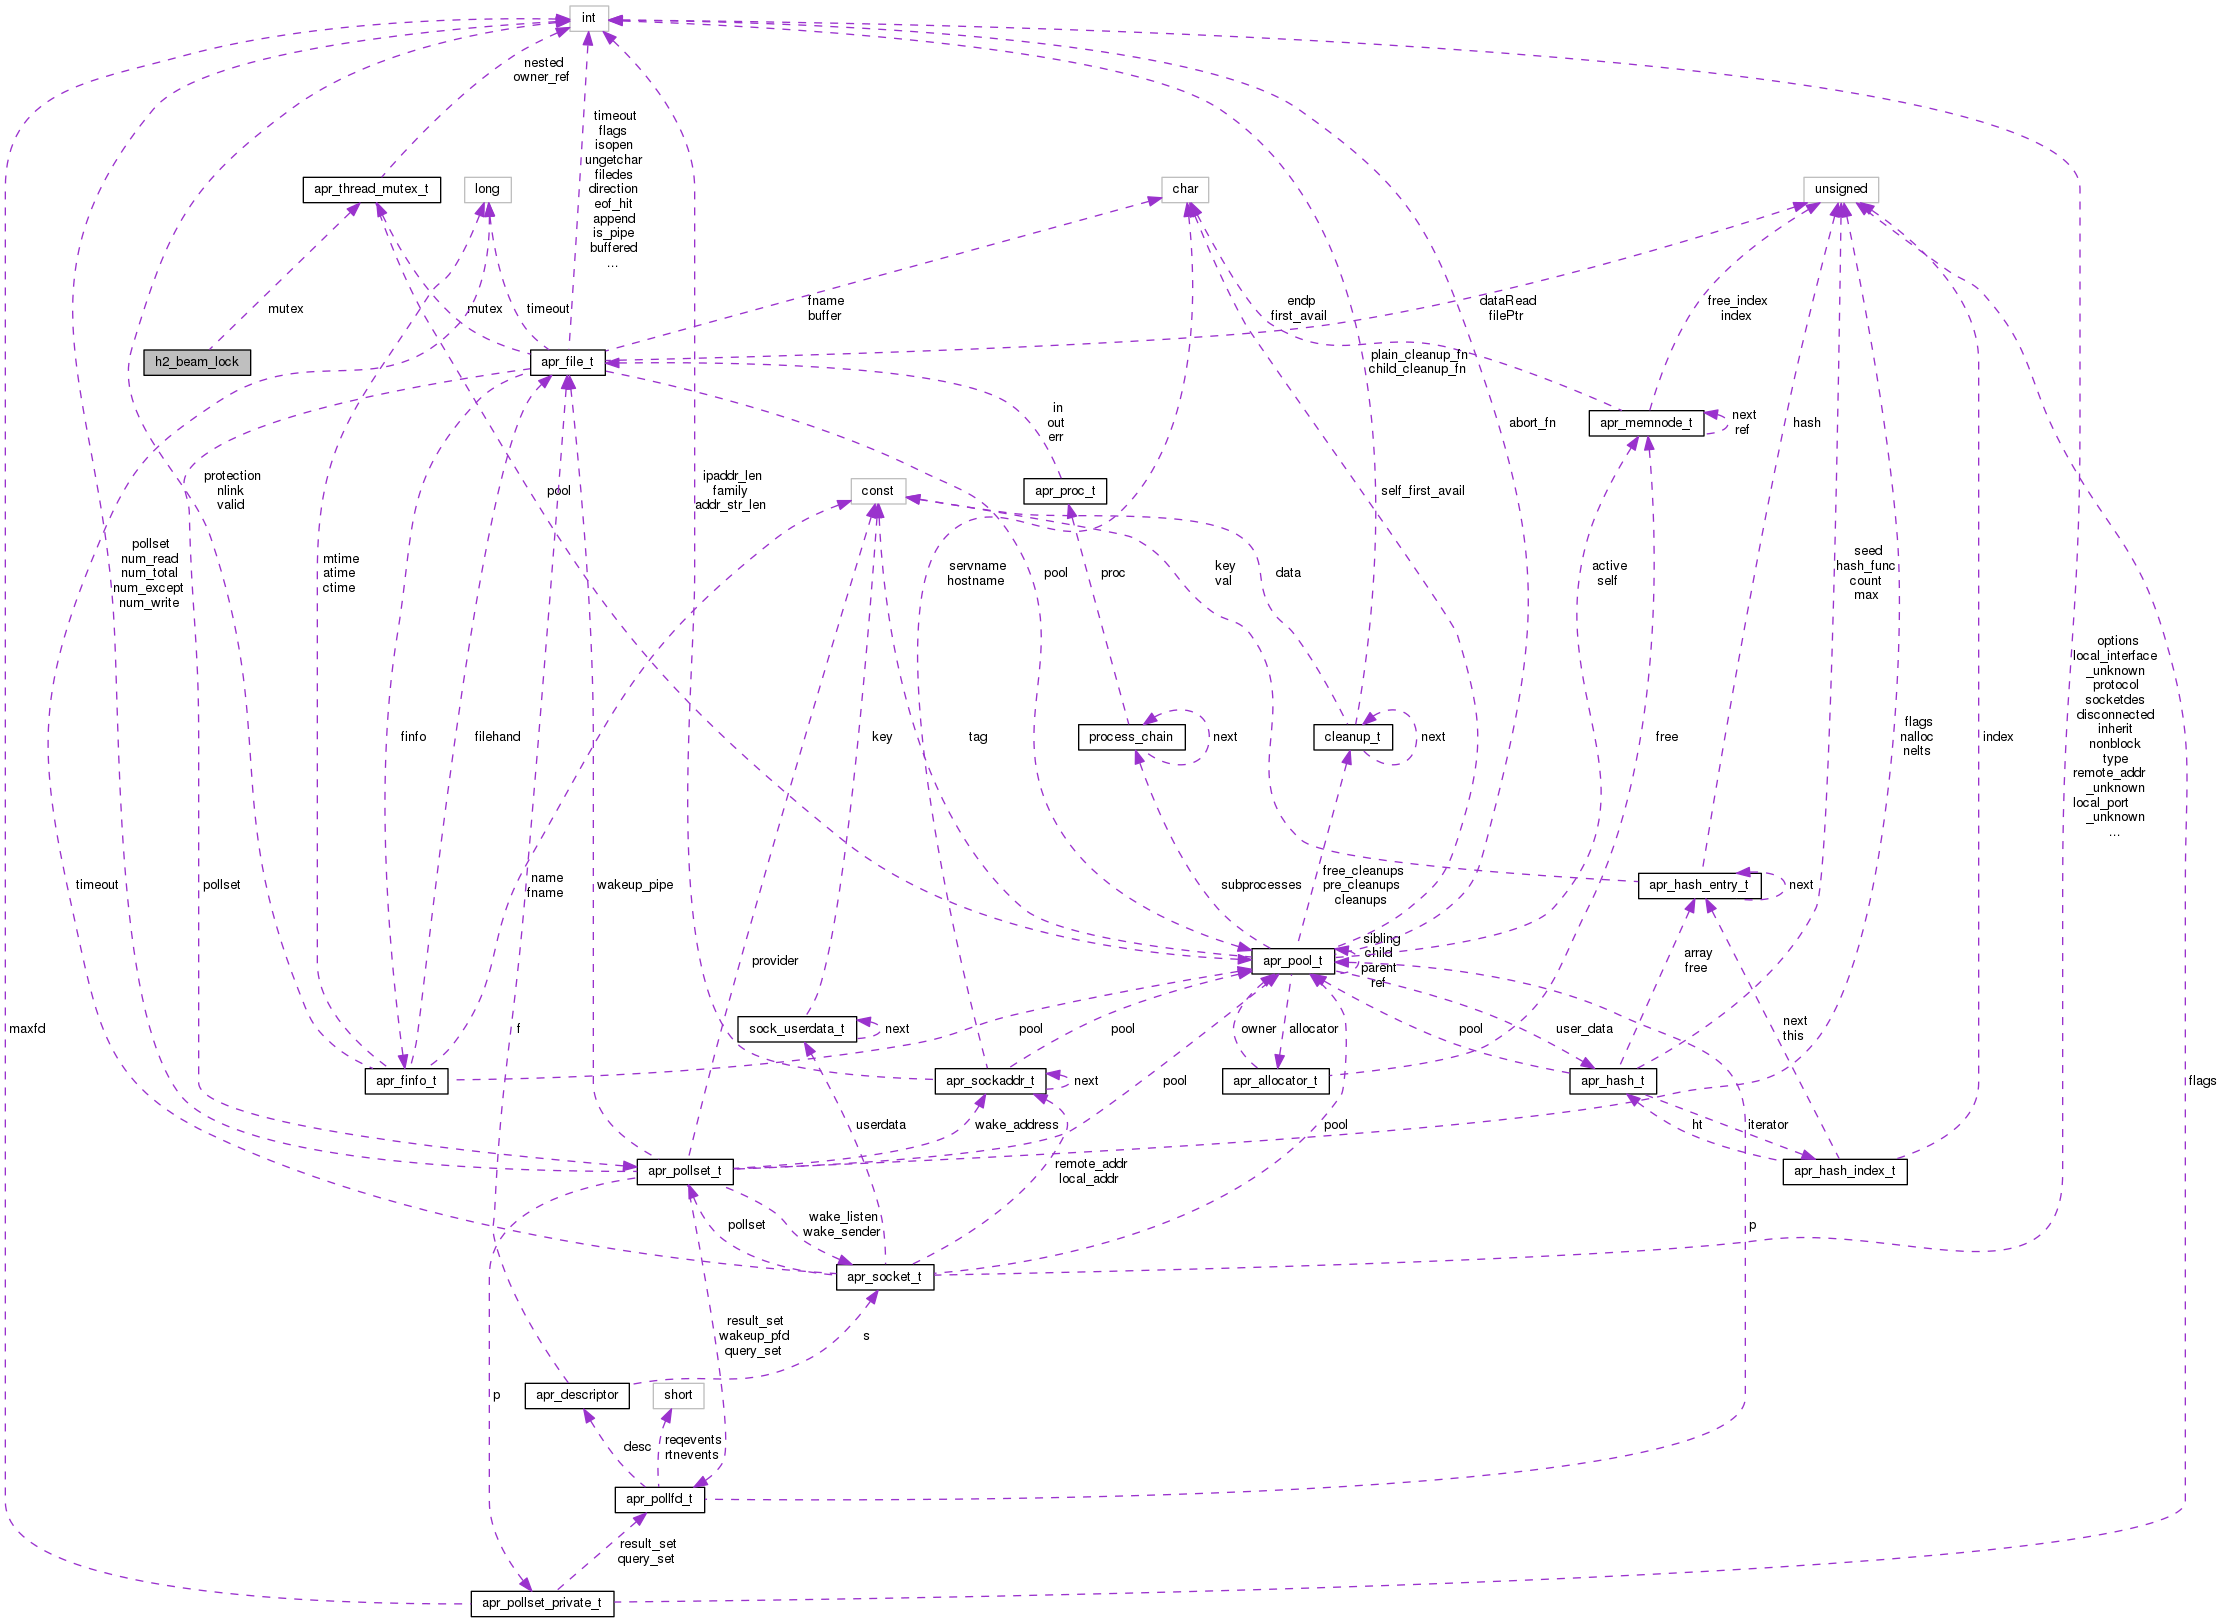 int
nested
owner_ref
timeout
flags
isopen
ungetchar
filedes
direction
eof_hit
append
is_pipe
buffered
...
apr_thread_mutex_t
long
char
unsigned
mutex
mutex
timeout
fname
buffer
endp
first_avail
dataRead
filePtr
free_index
index
h2_beam_lock
apr_file_t
plain_cleanup_fn
child_cleanup_fn
in
out
err
abort_fn
apr_memnode_t
next
ref
hash
protection
nlink
valid
pool
ipaddr_len
family
addr_str_len
const
apr_proc_t
self_first_avail
pollset
num_read
num_total
num_except
num_write
mtime
atime
ctime
servname
hostname
pool
proc
key
val
data
active
self
seed
hash_func
count
max
options
local_interface
_unknown
protocol
socketdes
disconnected
inherit
nonblock
type
remote_addr
_unknown
local_port
_unknown
...
finfo
filehand
key
tag
process_chain
next
cleanup_t
next
free
flags
nalloc
nelts
index
timeout
pollset
name
fname
wakeup_pipe
subprocesses
free_cleanups
pre_cleanups
cleanups
apr_hash_entry_t
next
provider
apr_pool_t
sibling
child
parent
ref
array
free
maxfd
f
sock_userdata_t
next
pool
pool
owner
allocator
user_data
pool
next
this
apr_finfo_t
apr_sockaddr_t
next
pool
apr_allocator_t
apr_hash_t
flags
userdata
wake_address
pool
ht
iterator
apr_pollset_t
remote_addr
local_addr
apr_hash_index_t
pollset
wake_listen
wake_sender
p
apr_socket_t
result_set
wakeup_pfd
query_set
s
p
apr_descriptor
short
desc
reqevents
rtnevents
apr_pollfd_t
result_set
query_set
apr_pollset_private_t